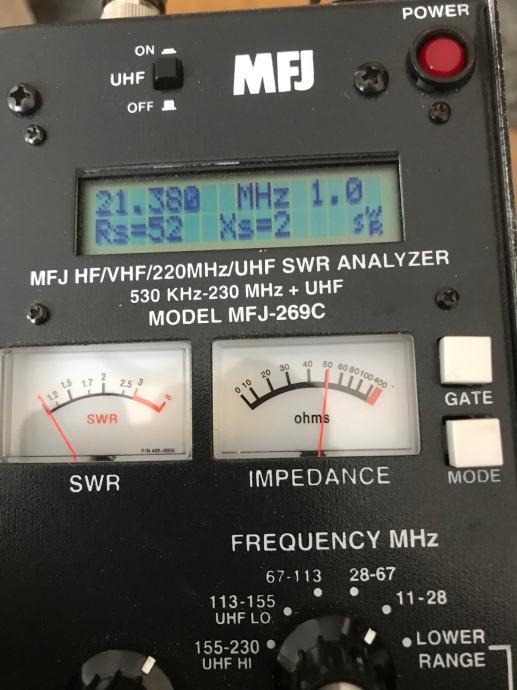 POWER
ON
UHF
OFF
MFJ
21.380 MHz 1.0
Rs=52 Xs=2 SWR
MFJ HF/VHF/220MHz/UHF SWR ANALYZER
530 KHz-230 MHz + UHF
MODEL MFJ-269C
1.2 1.5 1.7 2 2.5 3 8
SWR
0 10 20 30 40 50 60 80 100 400
ohms
GATE
SWR
IMPEDANCE
MODE
FREQUENCY MHz
67-113
28-67
113-155
UHF LO
11-28
155-230
UHF HI
LOWER
RANGE